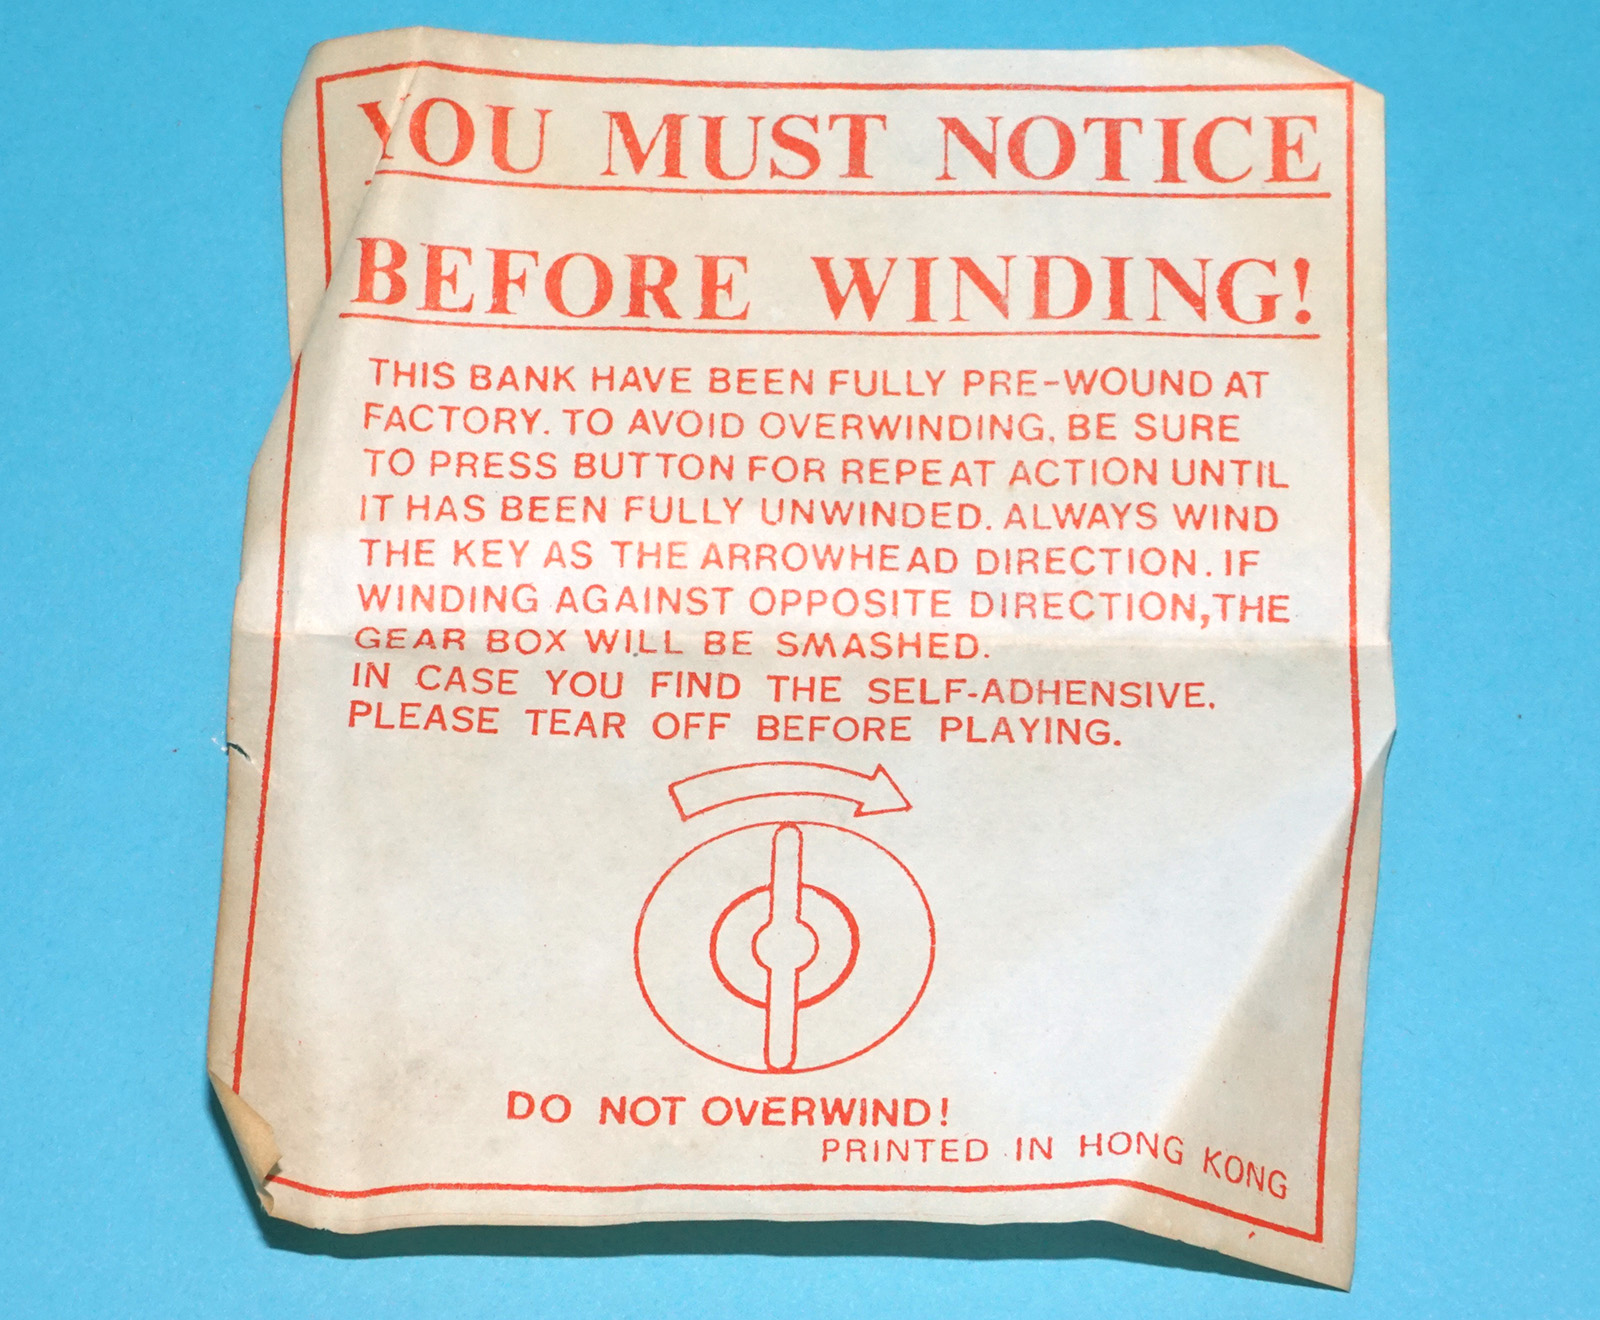 YOU MUST NOTICE
BEFORE WINDING!
THIS BANK HAVE BEEN FULLY PRE-WOUND AT
FACTORY. TO AVOID OVERWINDING, BE SURE
TO PRESS BUTTON FOR REPEAT ACTION UNTIL
IT HAS BEEN FULLY UNWINDED. ALWAYS WIND
THE KEY AS THE ARROWHEAD DIRECTION. IF
WINDING AGAINST OPPOSITE DIRECTION, THE
GEAR BOX WILL BE SMASHED.
IN CASE YOU FIND THE SELF-ADHENSIVE.
PLEASE TEAR OFF BEFORE PLAYING.
DO NOT OVERWIND!
PRINTED IN HONG KONG